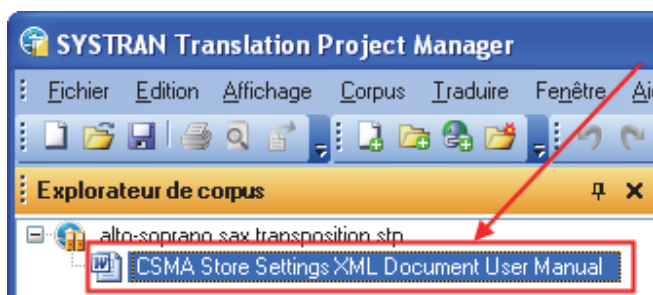 SYSTRAN Translation Project Manager
Fichier Edition Affichage Corpus Traduire Fenêtre
Explorateur de corpus
alto-soprano sax transposition.stp
CSMA Store Settings XML Document User Manual